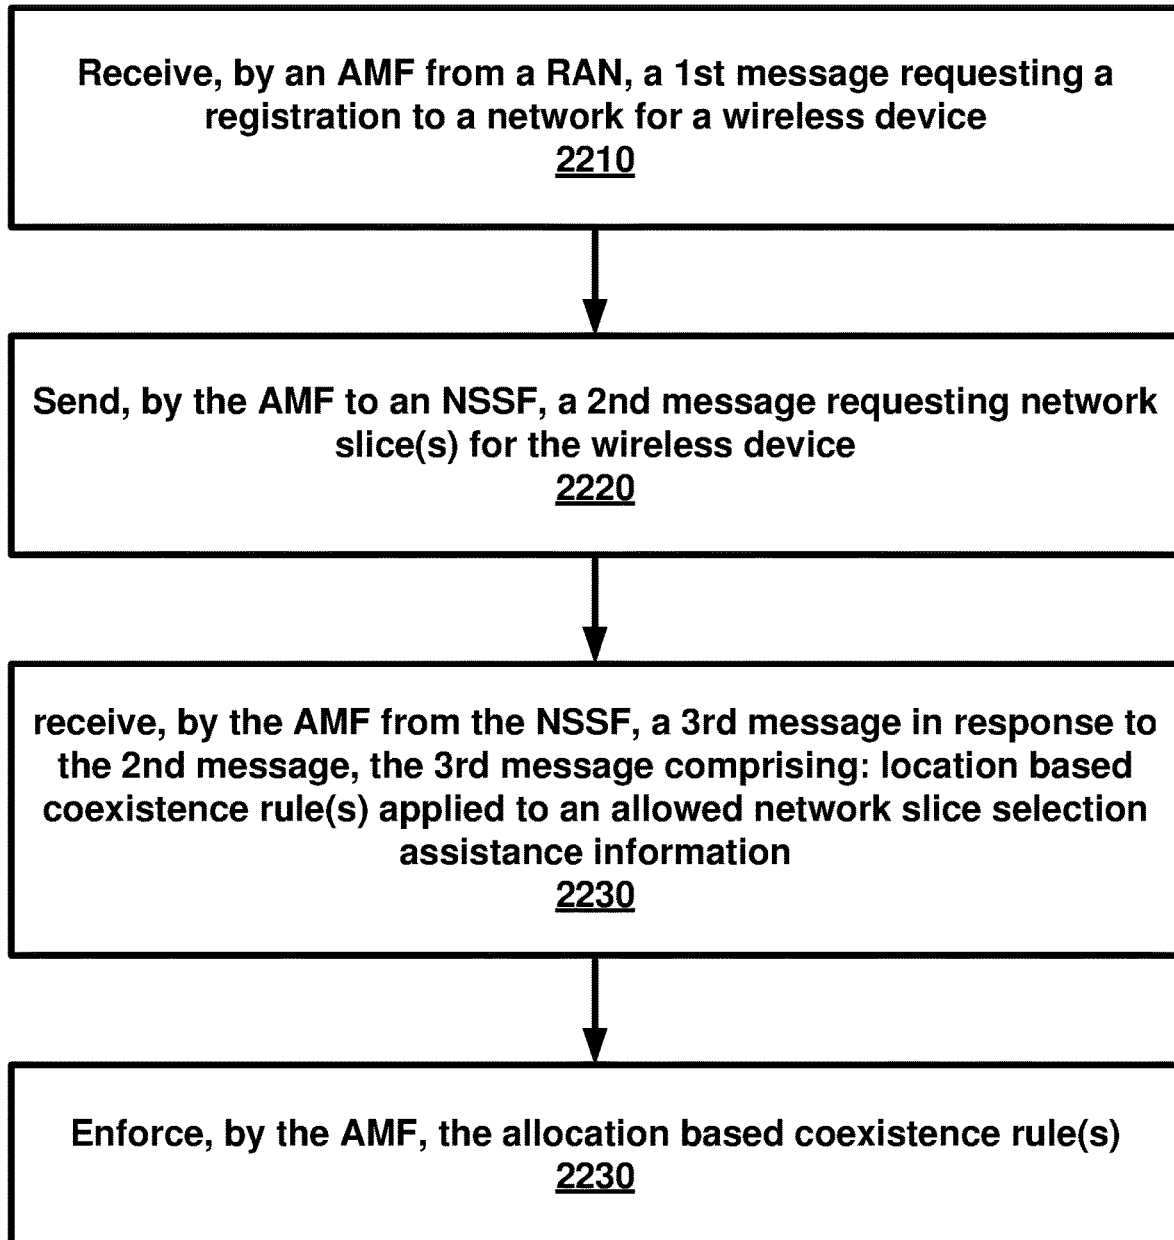 Receive, by an AMF from a RAN, a 1st message requesting a
registration to a network for a wireless device
2210
Send, by the AMF to an NSSF, a 2nd message requesting network
slice(s) for the wireless device
2220
receive, by the AMF from the NSSF, a 3rd message in response to
the 2nd message, the 3rd message comprising: location based
coexistence rule(s) applied to an allowed network slice selection
assistance information
2230
Enforce, by the AMF, the allocation based coexistence rule(s)
2230